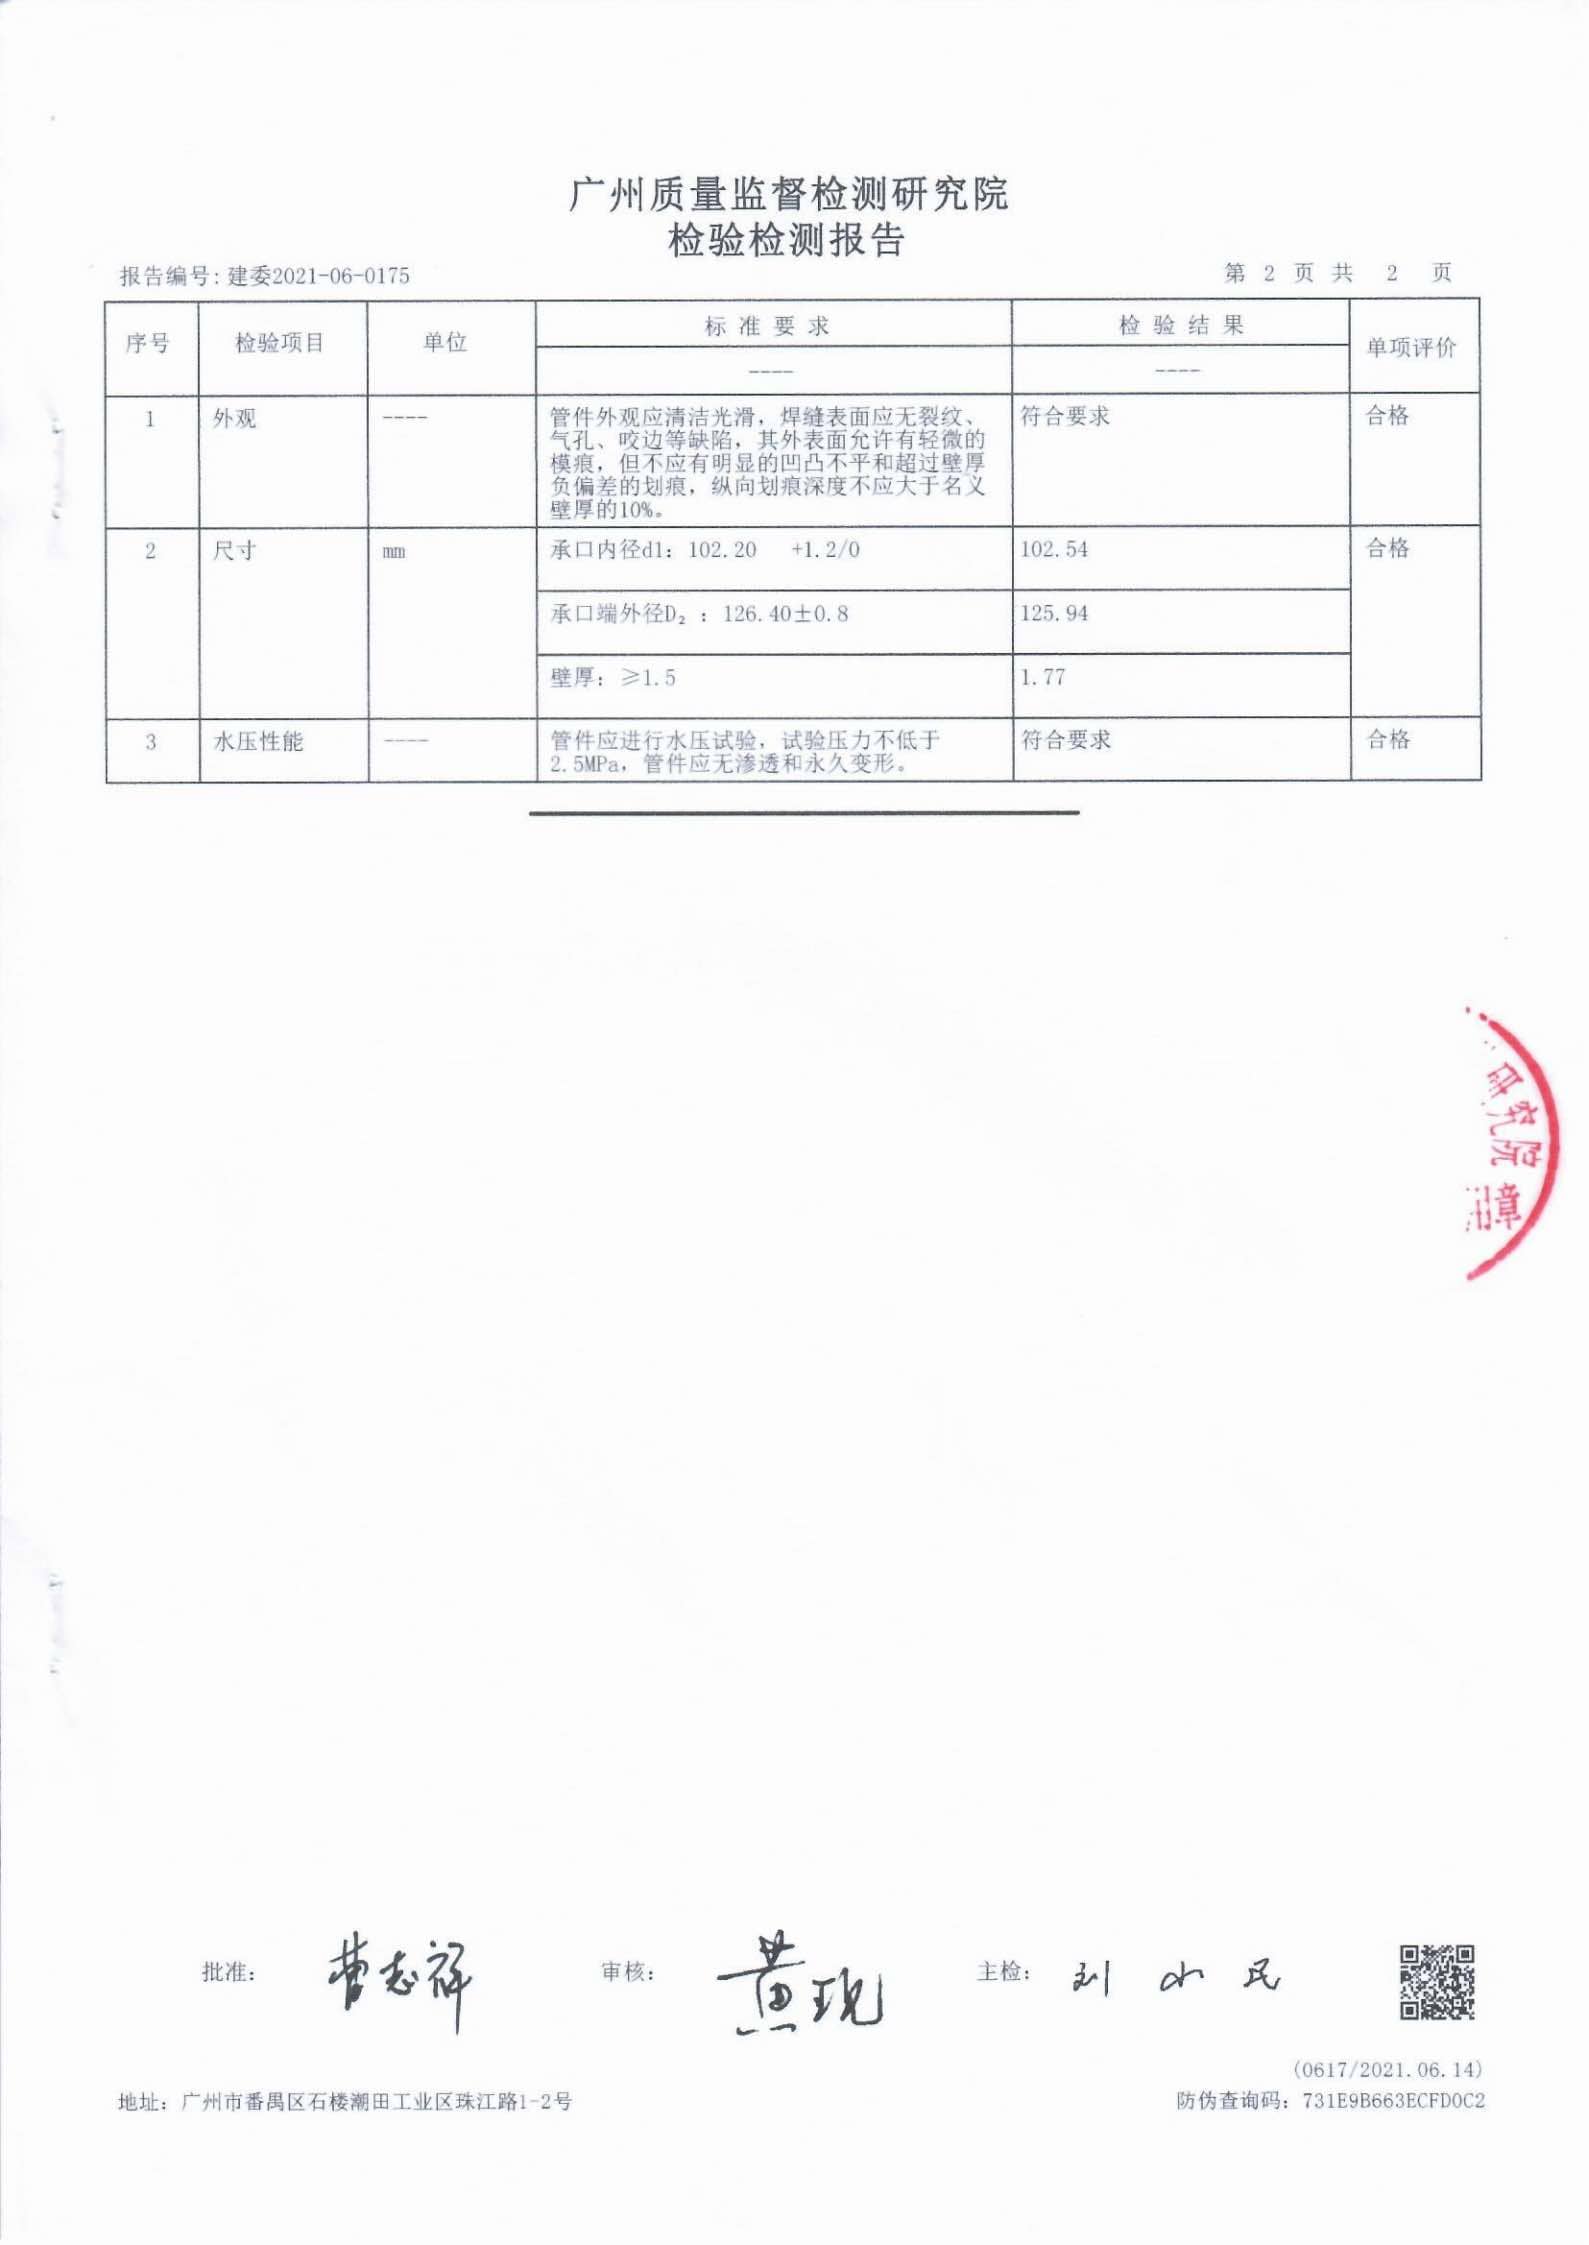 广州质量监督检测研究院
检验检测报告
报告编号: 建委2021-06-0175
第 2 页 共 2 页
序号 检验项目 单位 标准要求 检验结果 单项评价
---- ----
1 外观 ---- 管件外观应清洁光滑，焊缝表面应无裂纹、 符合要求 合格
气孔、咬边等缺陷，其外表面允许有轻微的
模痕，但不应有明显的凹凸不平和超过壁厚
负偏差的划痕，纵向划痕深度不应大于名义
壁厚的10%。
2 尺寸 mm 承口内径d1：102.20 +1.2/0 102.54 合格
承口端外径D₂ ：126.40±0.8 125.94
壁厚：≥1.5 1.77
3 水压性能 ---- 管件应进行水压试验，试验压力不低于 符合要求 合格
2.5MPa，管件应无渗透和永久变形。
研究院
章
批准： 曹志祥 审核： 黄现 主检： 刘小民
(0617/2021.06.14)
地址：广州市番禺区石楼潮田工业区珠江路1-2号
防伪查询码：731E9B663ECFD0C2